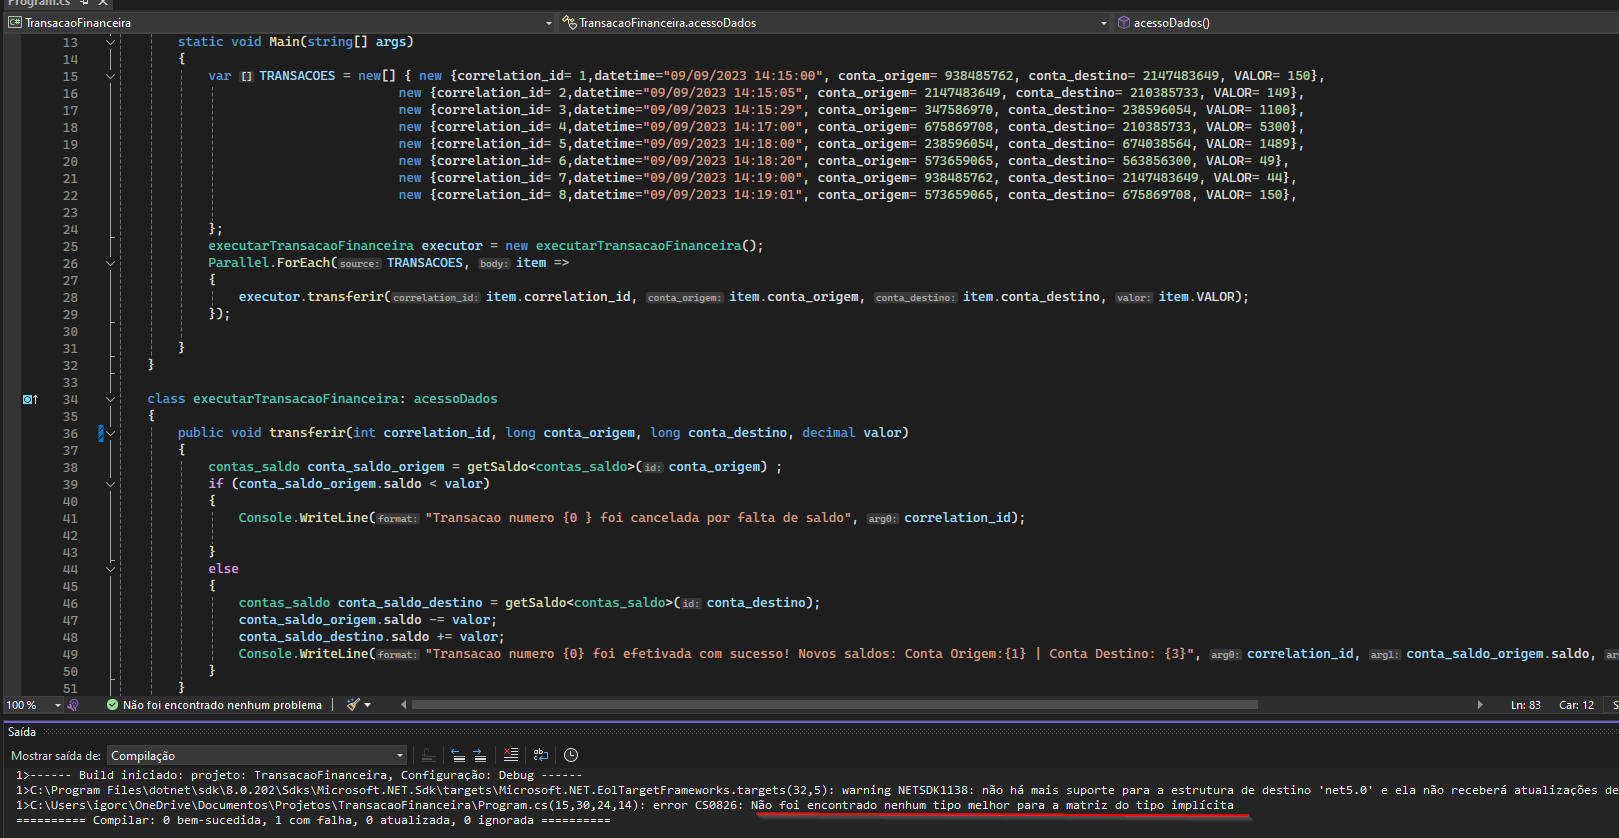 Program.cs
TransacaoFinanceira TransacaoFinanceira.acessoDados acessoDados()
13 static void Main(string[] args)
14 {
15 var [] TRANSACOES = new[] { new {correlation_id= 1,datetime="09/09/2023 14:15:00", conta_origem= 938485762, conta_destino= 2147483649, VALOR= 150},
16 new {correlation_id= 2,datetime="09/09/2023 14:15:05", conta_origem= 2147483649, conta_destino= 210385733, VALOR= 149},
17 new {correlation_id= 3,datetime="09/09/2023 14:15:29", conta_origem= 347586970, conta_destino= 238596054, VALOR= 1100},
18 new {correlation_id= 4,datetime="09/09/2023 14:17:00", conta_origem= 675869708, conta_destino= 210385733, VALOR= 5300},
19 new {correlation_id= 5,datetime="09/09/2023 14:18:00", conta_origem= 238596054, conta_destino= 674038564, VALOR= 1489},
20 new {correlation_id= 6,datetime="09/09/2023 14:18:20", conta_origem= 573659065, conta_destino= 563856300, VALOR= 49},
21 new {correlation_id= 7,datetime="09/09/2023 14:19:00", conta_origem= 938485762, conta_destino= 2147483649, VALOR= 44},
22 new {correlation_id= 8,datetime="09/09/2023 14:19:01", conta_origem= 573659065, conta_destino= 675869708, VALOR= 150},
23
24 };
25 executarTransacaoFinanceira executor = new executarTransacaoFinanceira();
26 Parallel.ForEach(source: TRANSACOES, body: item =>
27 {
28 executor.transferir(correlation_id: item.correlation_id, conta_origem: item.conta_origem, conta_destino: item.conta_destino, valor: item.VALOR);
29 });
30
31 }
32 }
33
34 class executarTransacaoFinanceira: acessoDados
35 {
36 public void transferir(int correlation_id, long conta_origem, long conta_destino, decimal valor)
37 {
38 contas_saldo conta_saldo_origem = getSaldo<contas_saldo>(id: conta_origem) ;
39 if (conta_saldo_origem.saldo < valor)
40 {
41 Console.WriteLine(format: "Transacao numero {0 } foi cancelada por falta de saldo", arg0: correlation_id);
42
43 }
44 else
45 {
46 contas_saldo conta_saldo_destino = getSaldo<contas_saldo>(id: conta_destino);
47 conta_saldo_origem.saldo -= valor;
48 conta_saldo_destino.saldo += valor;
49 Console.WriteLine(format: "Transacao numero {0} foi efetivada com sucesso! Novos saldos: Conta Origem:{1} | Conta Destino: {3}", arg0: correlation_id, arg1: conta_saldo_origem.saldo, ar
50 }
51 }
100 % Não foi encontrado nenhum problema Ln: 83 Car: 12 S
Saída
Mostrar saída de: Compilação
1>------ Build iniciado: projeto: TransacaoFinanceira, Configuração: Debug ------
1>C:\Program Files\dotnet\sdk\8.0.202\Sdks\Microsoft.NET.Sdk\targets\Microsoft.NET.EolTargetFrameworks.targets(32,5): warning NETSDK1138: não há mais suporte para a estrutura de destino 'net5.0' e ela não receberá atualizações de
1>C:\Users\igorc\OneDrive\Documentos\Projetos\TransacaoFinanceira\Program.cs(15,30,24,14): error CS0826: Não foi encontrado nenhum tipo melhor para a matriz do tipo implícita
========== Compilar: 0 bem-sucedida, 1 com falha, 0 atualizada, 0 ignorada ==========